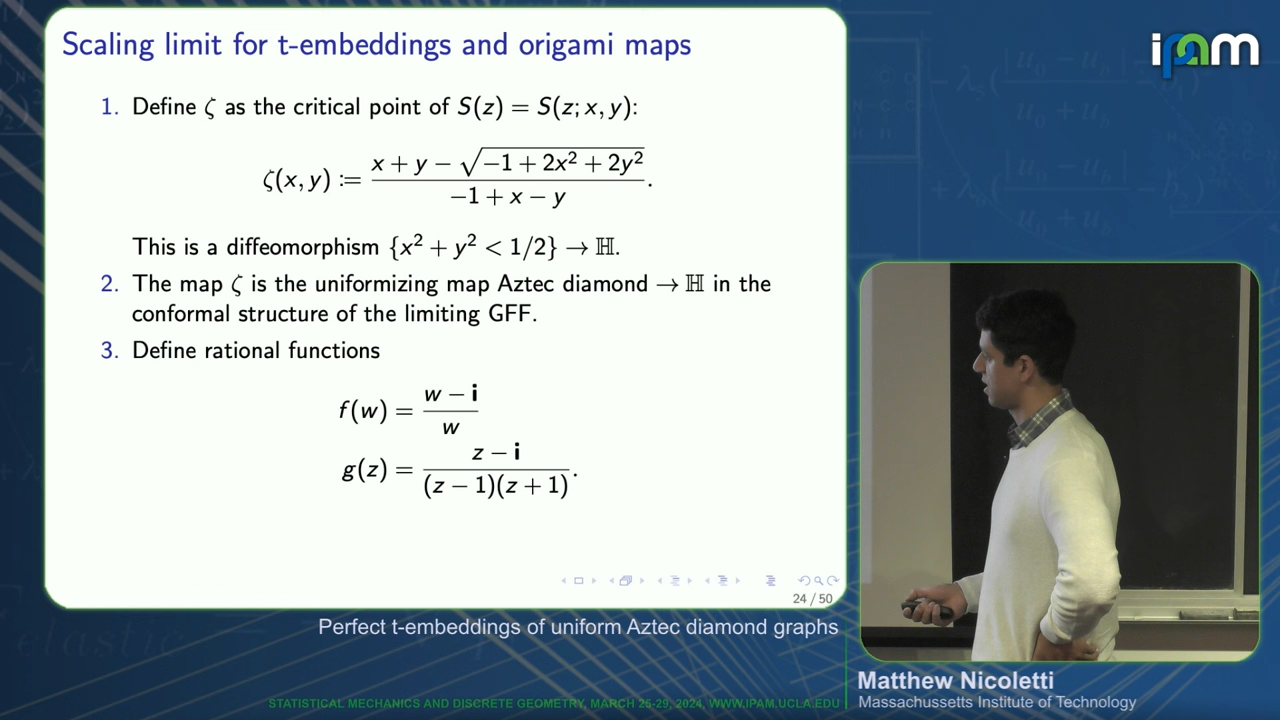 Scaling limit for t-embeddings and origami maps
1. Define ζ as the critical point of S(z) = S(z; x, y):
ζ(x, y) := (x + y − √(−1 + 2x² + 2y²)) / (−1 + x − y).
This is a diffeomorphism {x² + y² < 1/2} → ℍ.
2. The map ζ is the uniformizing map Aztec diamond → ℍ in the
conformal structure of the limiting GFF.
3. Define rational functions
f(w) = (w − i) / w
g(z) = (z − i) / ((z − 1)(z + 1)).
24 / 50
Perfect t-embeddings of uniform Aztec diamond graphs
ipam
Matthew Nicoletti
Massachussetts Institute of Technology
STATISTICAL MECHANICS AND DISCRETE GEOMETRY, MARCH 25-29, 2024, WWW.IPAM.UCLA.EDU
elastic